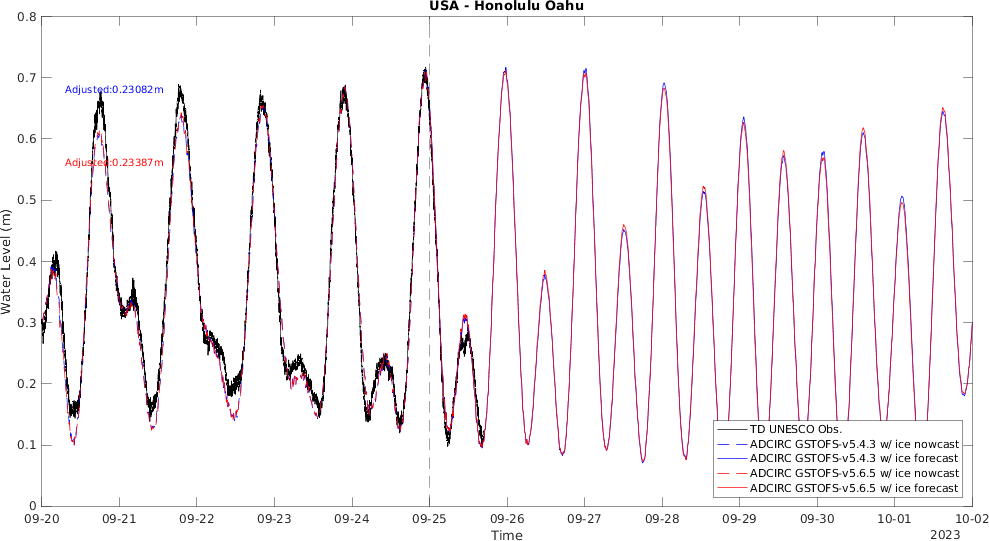 USA - Honolulu Oahu
0.8
0.7
0.6
0.5
0.4
0.3
0.2
0.1
0
Water Level (m)
Adjusted:0.23082m
Adjusted:0.23387m
TD UNESCO Obs.
ADCIRC GSTOFS-v5.4.3 w/ ice nowcast
ADCIRC GSTOFS-v5.4.3 w/ ice forecast
ADCIRC GSTOFS-v5.6.5 w/ ice nowcast
ADCIRC GSTOFS-v5.6.5 w/ ice forecast
09-20 09-21 09-22 09-23 09-24 09-25 09-26 09-27 09-28 09-29 09-30 10-01 10-02
Time
2023